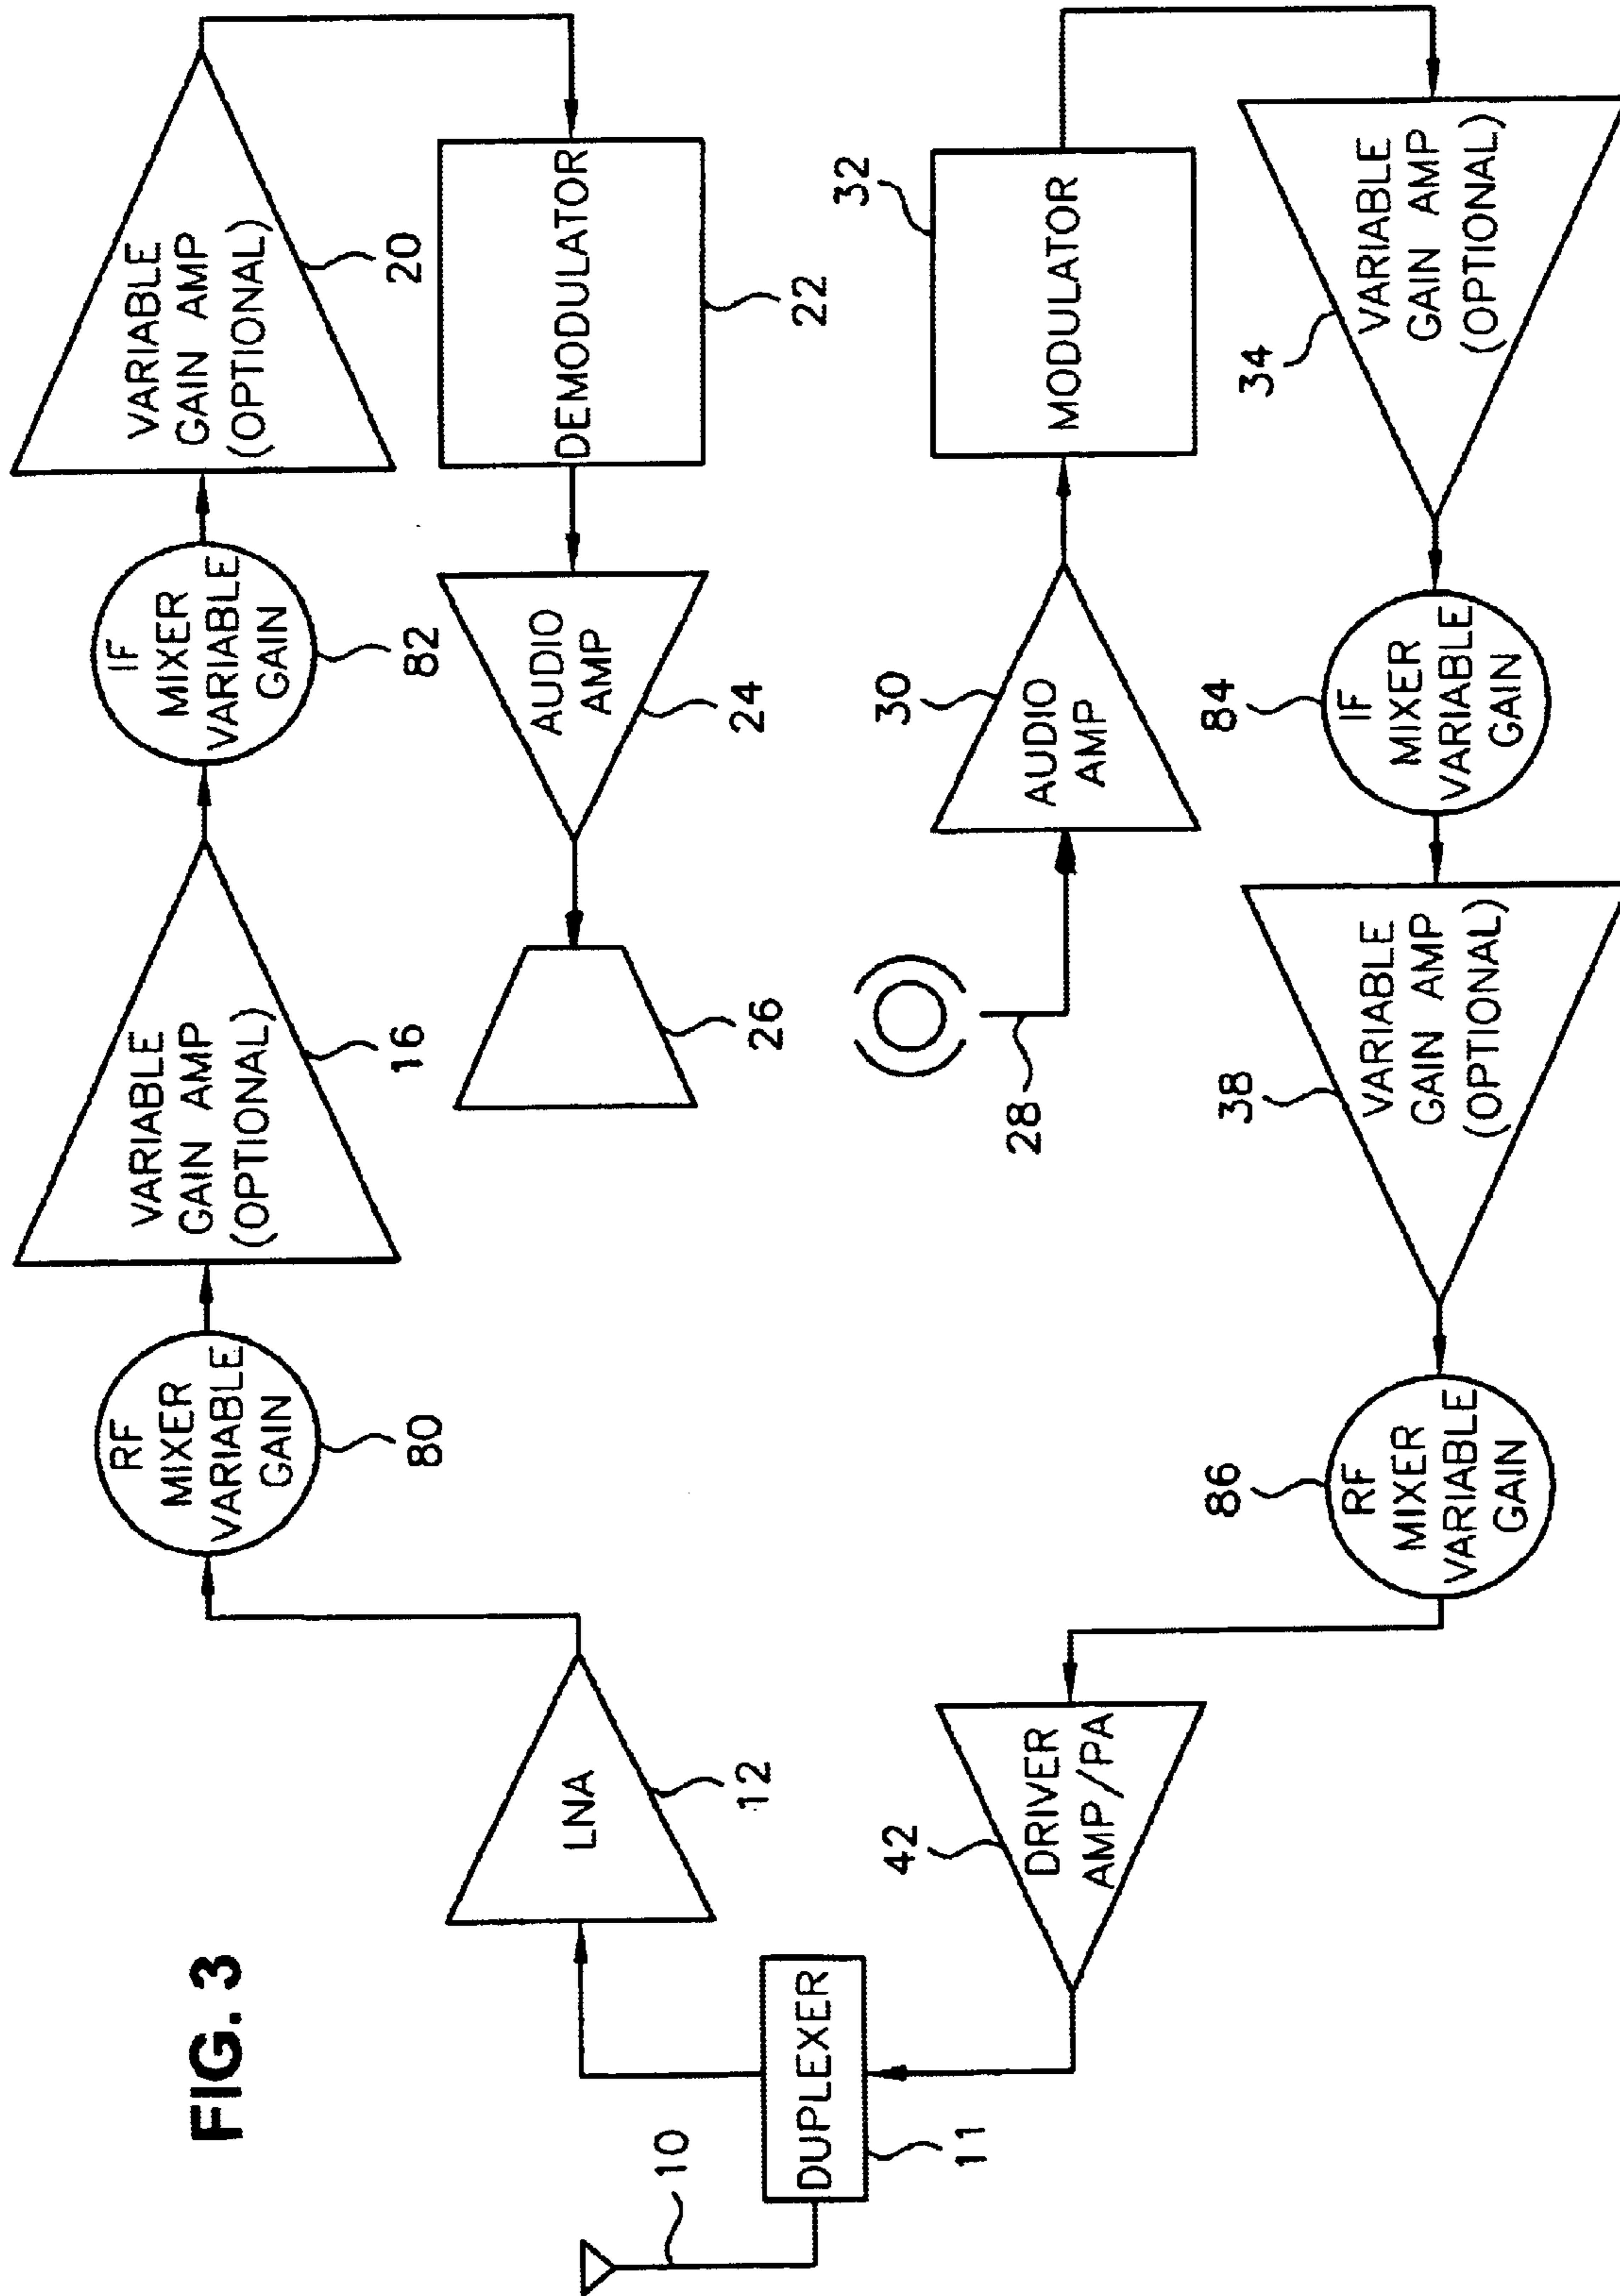 FIG. 3
10
DUPLEXER
11
LNA
12
RF
MIXER
VARIABLE
GAIN
80
VARIABLE
GAIN AMP
(OPTIONAL)
16
IF
MIXER
VARIABLE
GAIN
82
VARIABLE
GAIN AMP
(OPTIONAL)
20
DEMODULATOR
22
AUDIO
AMP
24
26
28
30
AUDIO
AMP
32
MODULATOR
34
VARIABLE
GAIN AMP
(OPTIONAL)
84
IF
MIXER
VARIABLE
GAIN
38
VARIABLE
GAIN AMP
(OPTIONAL)
86
RF
MIXER
VARIABLE
GAIN
42
DRIVER
AMP/PA